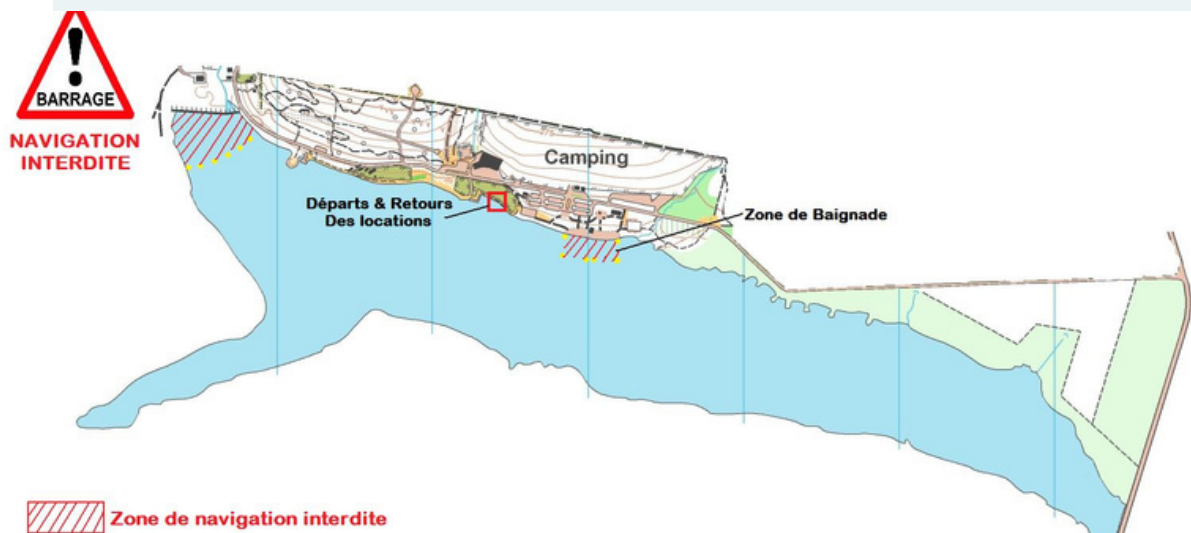 BARRAGE
NAVIGATION
INTERDITE
Camping
Départs & Retours
Des locations
Zone de Baignade
Zone de navigation interdite